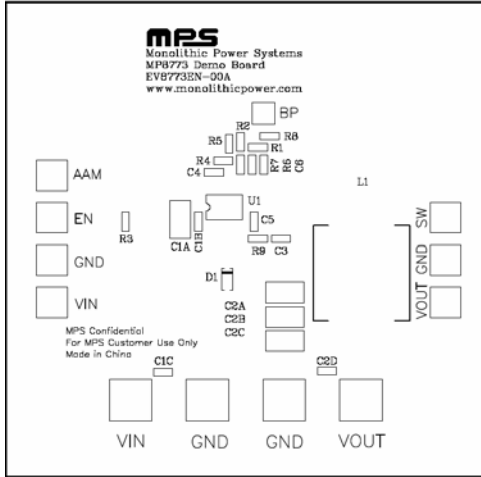 MPS
Monolithic Power Systems
MP8773 Demo Board
EV8773EN-00A
www.monolithicpower.com
BP
R2
R8
R5
R1
R4
R7
R6
C6
C4
L1
AAM
U1
EN
SW
R3
C1A
C1B
C5
GND
R9
C3
GND
D1
VIN
C2A
VOUT
C2B
C2C
MPS Confidential
For MPS Customer Use Only
Made in China
C1C
C2D
VIN
GND
GND
VOUT